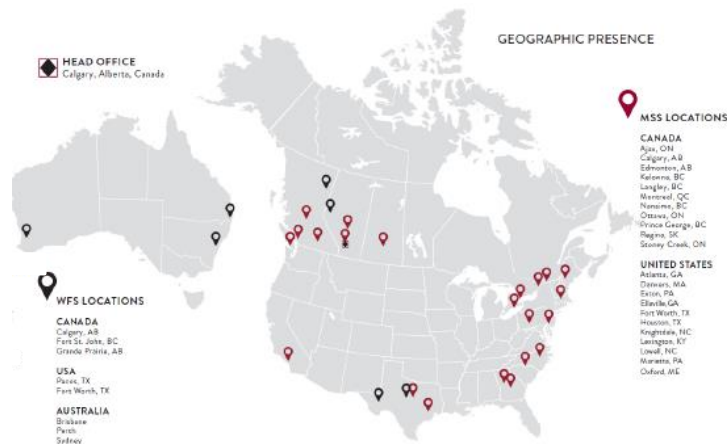 GEOGRAPHIC PRESENCE
HEAD OFFICE
Calgary, Alberta, Canada
MSS LOCATIONS
CANADA
Ajax, ON
Calgary, AB
Edmonton, AB
Kelowna, BC
Langley, BC
Montreal, QC
Nanaimo, BC
Ottawa, ON
Prince George, BC
Regina, SK
Stoney Creek, ON
UNITED STATES
Atlanta, GA
Danvers, MA
Exton, PA
Ellaville, GA
Fort Worth, TX
Houston, TX
Knightdale, NC
Lexington, KY
Lowell, NC
Marietta, PA
Oxford, ME
WFS LOCATIONS
CANADA
Calgary, AB
Fort St. John, BC
Grande Prairie, AB
USA
Pecos, TX
Fort Worth, TX
AUSTRALIA
Brisbane
Perth
Sydney